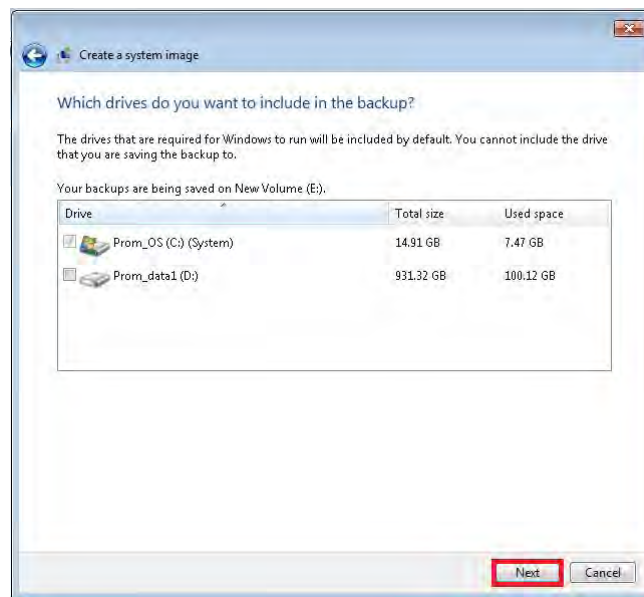 Create a system image
Which drives do you want to include in the backup?
The drives that are required for Windows to run will be included by default. You cannot include the drive
that you are saving the backup to.
Your backups are being saved on New Volume (E:).
Drive Total size Used space
Prom_OS (C:) (System) 14.91 GB 7.47 GB
Prom_data1 (D:) 931.32 GB 100.12 GB
Next Cancel